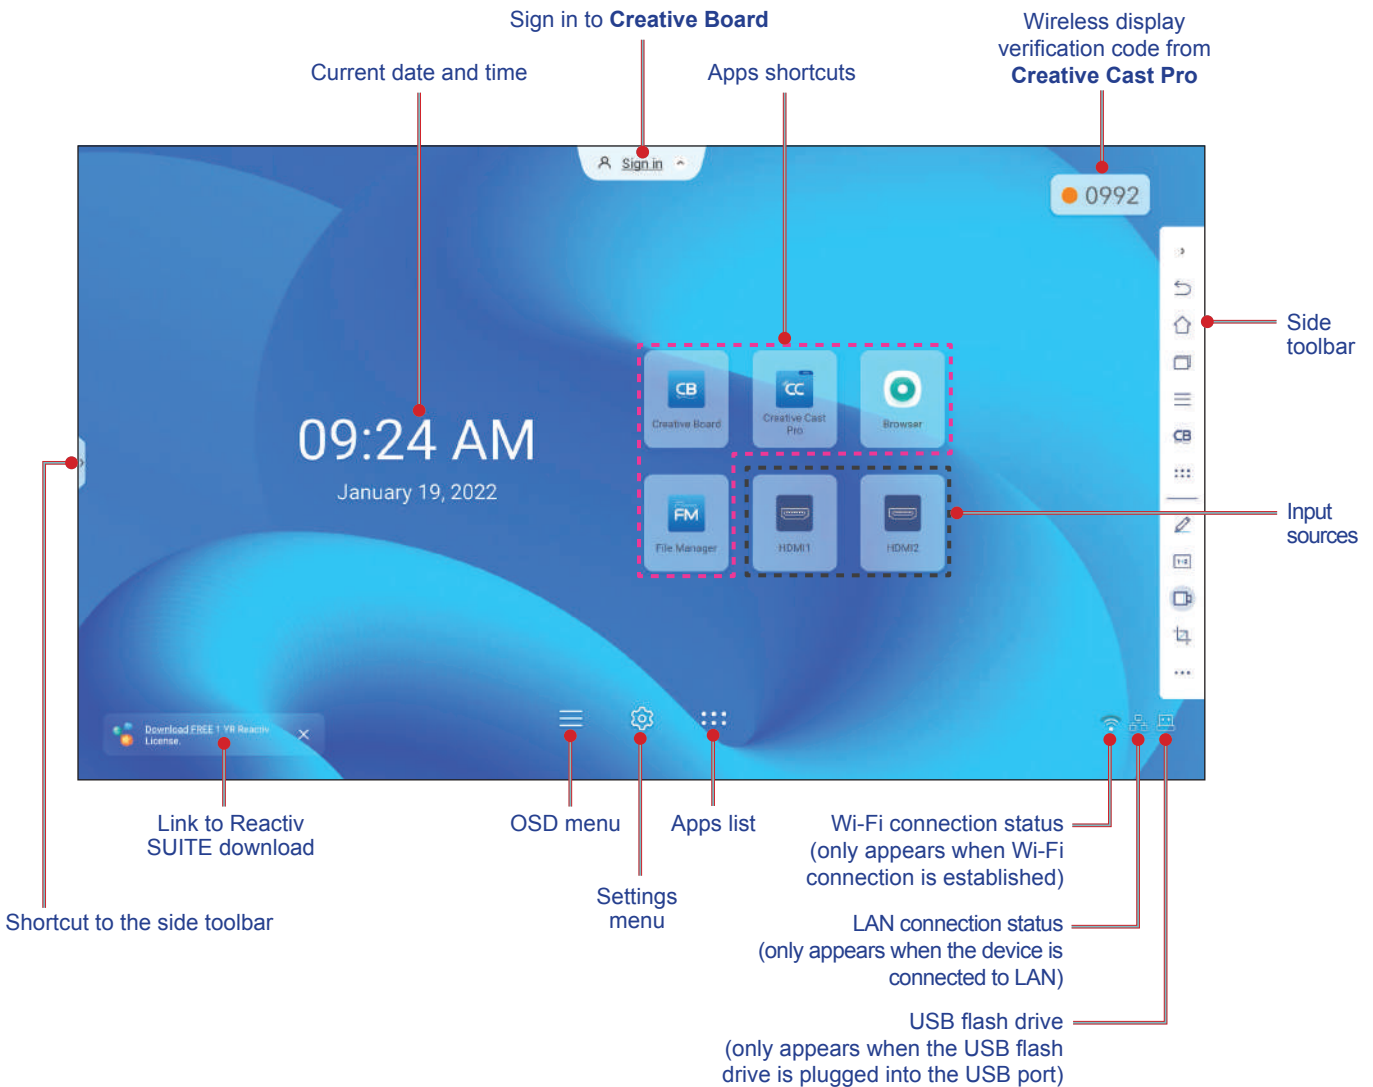 Sign in to Creative Board
Wireless display
verification code from
Creative Cast Pro
Current date and time
Apps shortcuts
Sign in
0992
Side
toolbar
CB
CC
Creative Board
Creative Cast
Pro
Browser
CB
09:24 AM
January 19, 2022
FM
File Manager
HDMI1
HDMI2
Input
sources
1-2
Download FREE 1 YR Reactiv
License.
Link to Reactiv
SUITE download
OSD menu
Apps list
Settings
menu
Shortcut to the side toolbar
Wi-Fi connection status
(only appears when Wi-Fi
connection is established)
LAN connection status
(only appears when the device is
connected to LAN)
USB flash drive
(only appears when the USB flash
drive is plugged into the USB port)